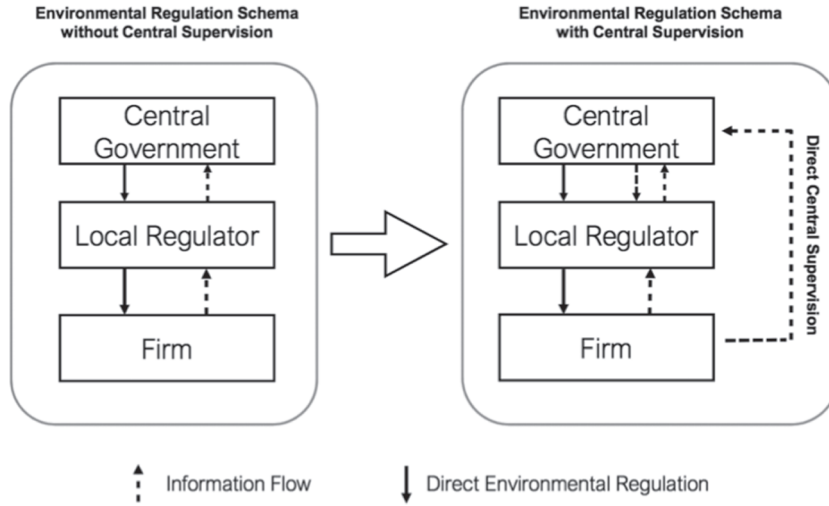 Environmental Regulation Schema
without Central Supervision
Environmental Regulation Schema
with Central Supervision
Central
Government
Local Regulator
Firm
Central
Government
Local Regulator
Firm
Direct Central Supervision
Information Flow
Direct Environmental Regulation